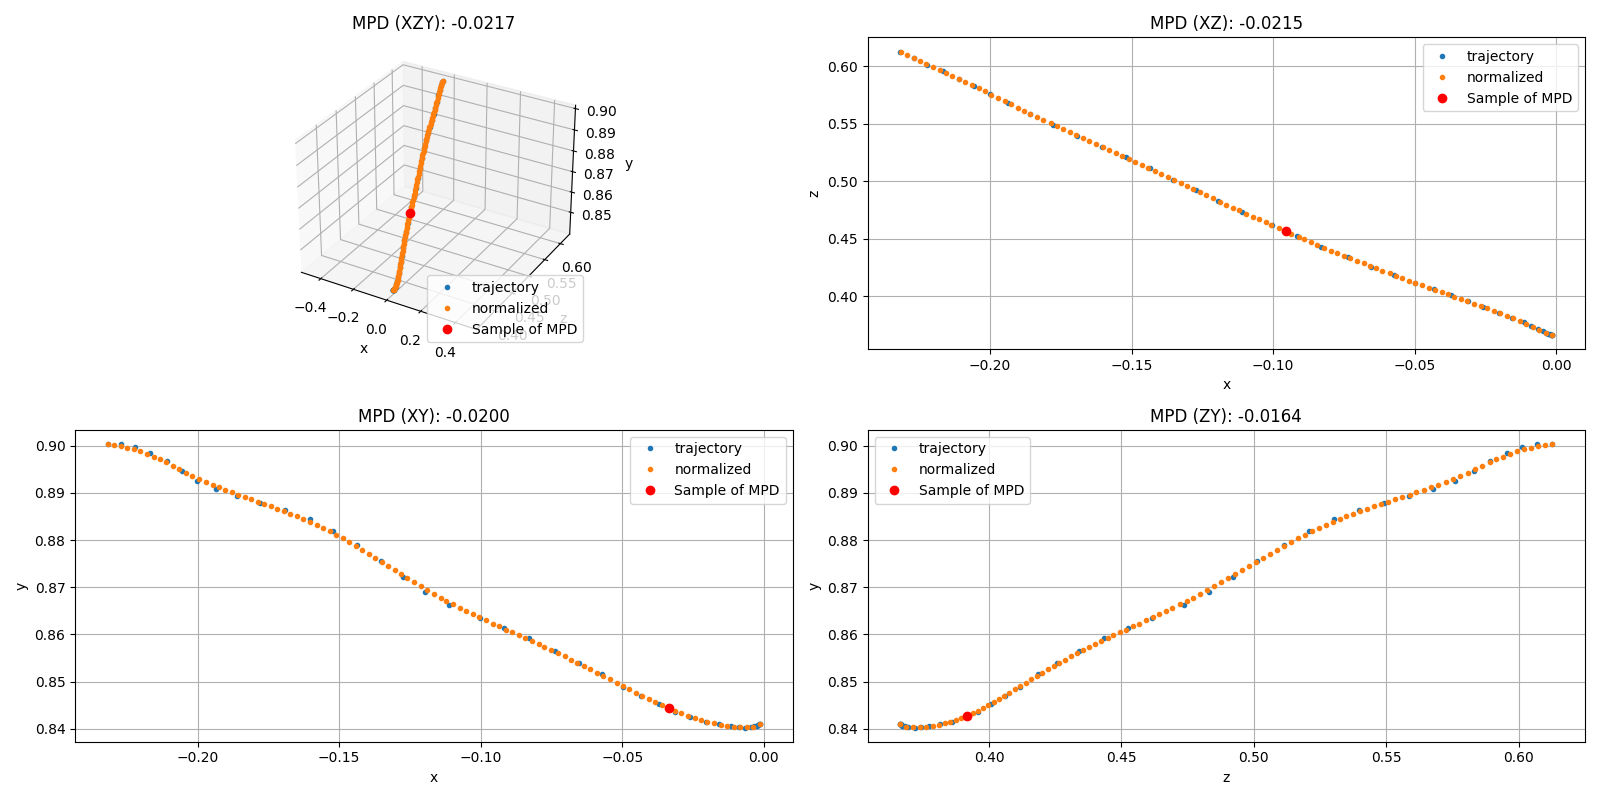 MPD (XZY): -0.0217
0.90
0.89
0.88
0.87
0.86
0.85
y
−0.4
−0.2
0.0
0.2
0.4
x
0.60
0.55
0.50
0.45
0.40
z
trajectory
normalized
Sample of MPD
MPD (XZ): -0.0215
trajectory
normalized
Sample of MPD
0.60
0.55
0.50
0.45
0.40
z
−0.20
−0.15
−0.10
−0.05
0.00
x
MPD (XY): -0.0200
trajectory
normalized
Sample of MPD
0.90
0.89
0.88
0.87
0.86
0.85
0.84
y
−0.20
−0.15
−0.10
−0.05
0.00
x
MPD (ZY): -0.0164
trajectory
normalized
Sample of MPD
0.90
0.89
0.88
0.87
0.86
0.85
0.84
y
0.40
0.45
0.50
0.55
0.60
z